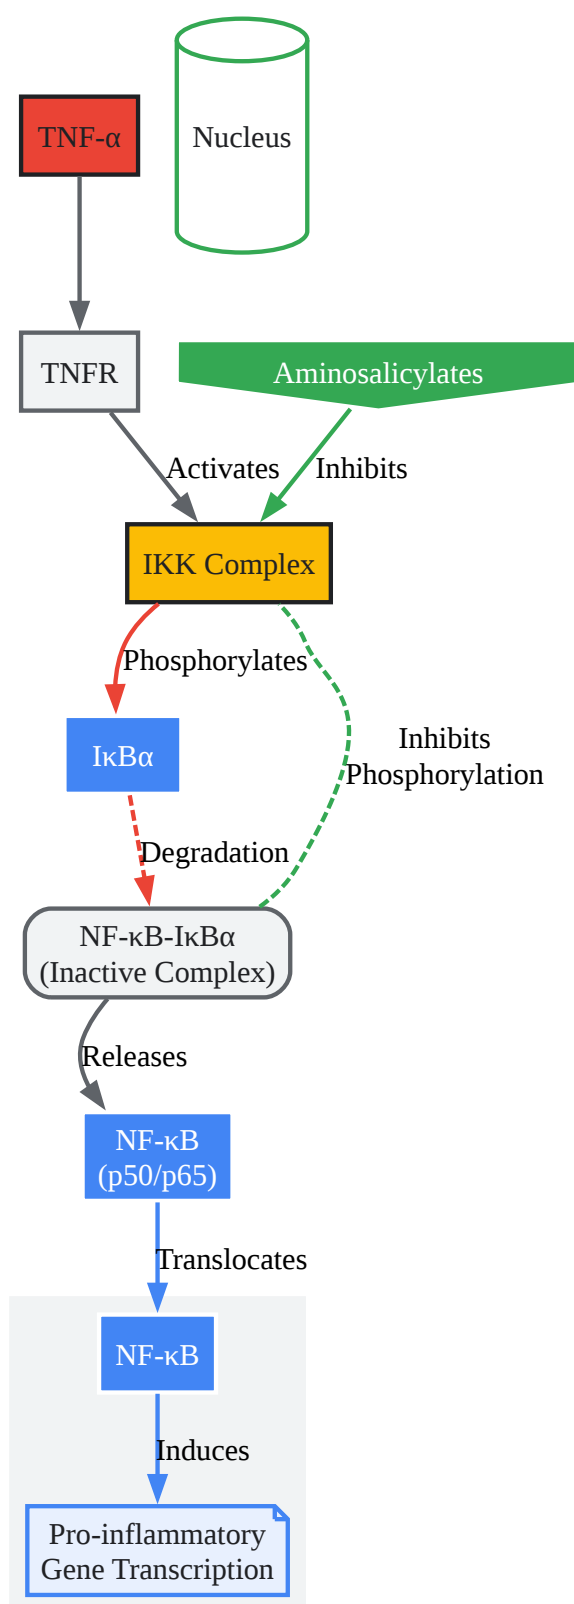 Nucleus
TNF-α
TNFR
Aminosalicylates
Activates
Inhibits
IKK Complex
Phosphorylates
IκBα
Inhibits
Phosphorylation
Degradation
NF-κB-IκBα
(Inactive Complex)
Releases
NF-κB
(p50/p65)
Translocates
NF-κB
Induces
Pro-inflammatory
Gene Transcription